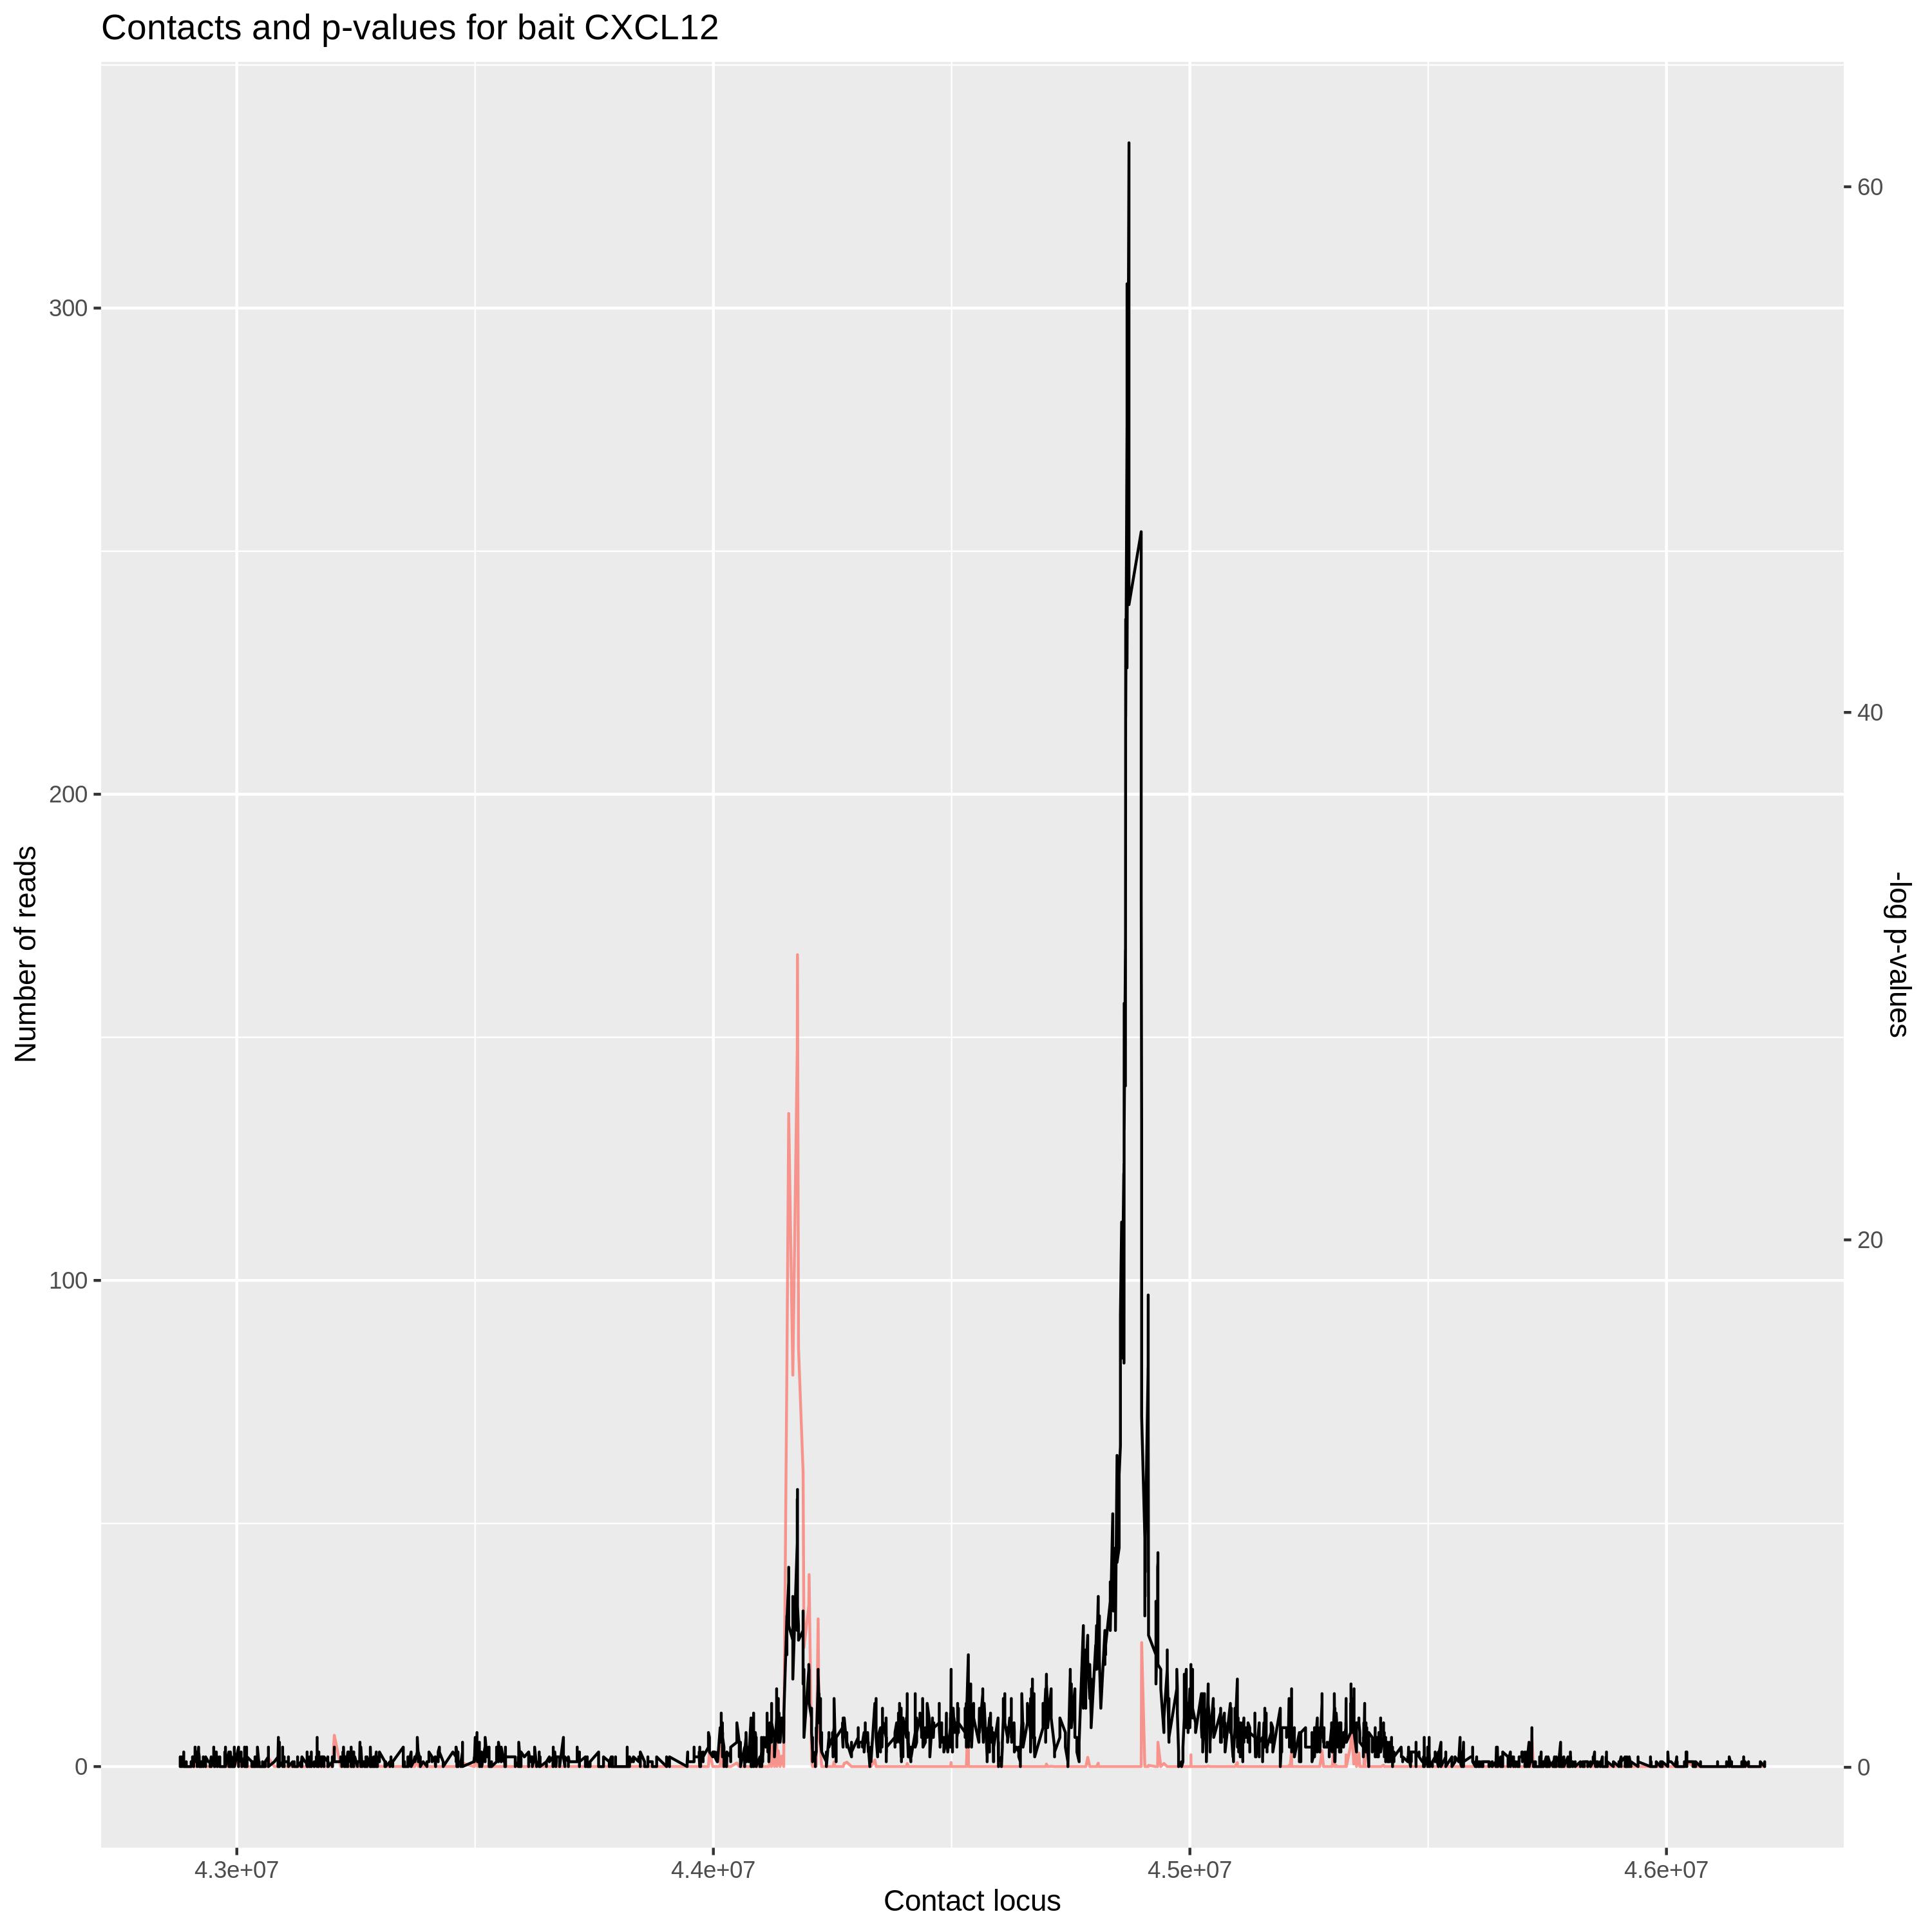 Contacts and p-values for bait CXCL12
Number of reads
300
200
100
0
60
40
20
0
-log p-values
4.3e+07
4.4e+07
4.5e+07
4.6e+07
Contact locus